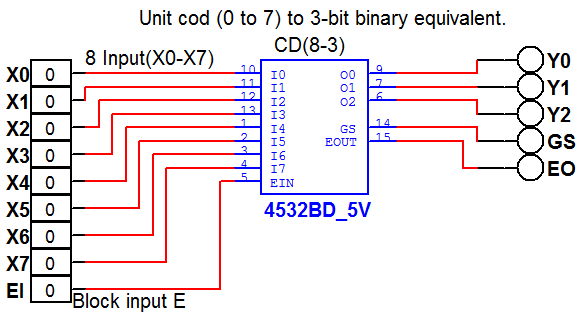 Unit cod (0 to 7) to 3-bit binary equivalent.
8 Input(X0-X7) CD(8-3)
X0 0 10 I0 O0 9 Y0
X1 0 11 I1 O1 7 Y1
X2 0 12 I2 O2 6 Y2
X3 0 13 I3
X4 0 1 I4 GS 14 GS
X5 0 2 I5 EOUT 15 EO
X6 0 3 I6
X7 0 4 I7
EI 0 5 EIN
4532BD_5V
Block input E